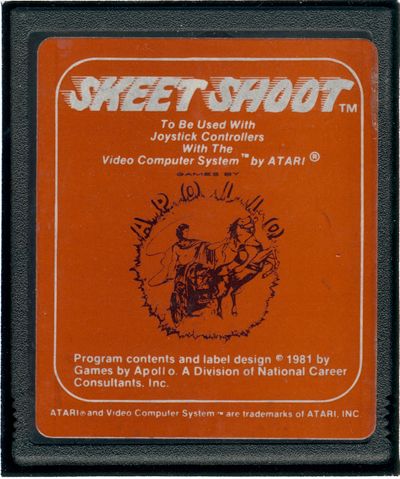 SKEET SHOOT™
To Be Used With
Joystick Controllers
With The
Video Computer System™ by ATARI®
GAMES BY
APOLLO
Program contents and label design © 1981 by
Games by Apollo. A Division of National Career
Consultants, Inc.
ATARI® and Video Computer System™ are trademarks of ATARI, INC.